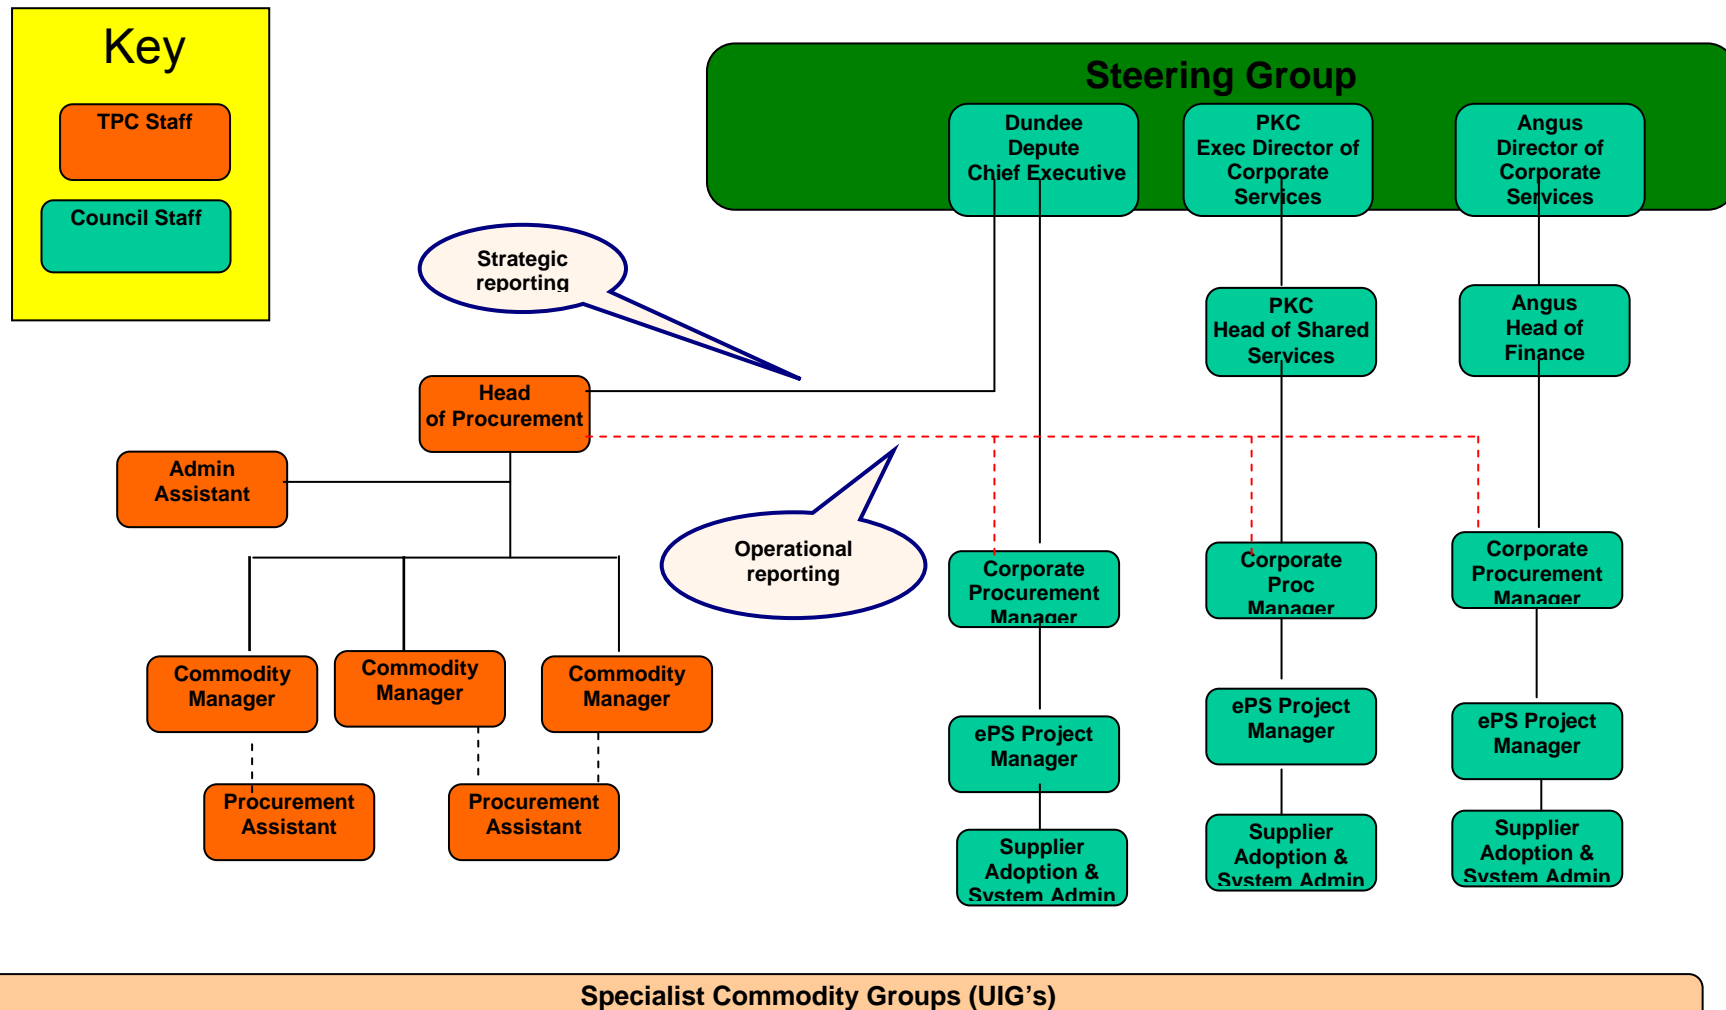 Key
TPC Staff
Council Staff
Steering Group
Dundee
Depute
Chief Executive
PKC
Exec Director of
Corporate
Services
Angus
Director of
Corporate
Services
Strategic
reporting
PKC
Head of Shared
Services
Angus
Head of
Finance
Head
of Procurement
Admin
Assistant
Operational
reporting
Corporate
Procurement
Manager
Corporate
Proc
Manager
Corporate
Procurement
Manager
Commodity
Manager
Commodity
Manager
Commodity
Manager
ePS Project
Manager
ePS Project
Manager
ePS Project
Manager
Procurement
Assistant
Procurement
Assistant
Supplier
Adoption &
System Admin
Supplier
Adoption &
System Admin
Supplier
Adoption &
System Admin
Specialist Commodity Groups (UIG’s)